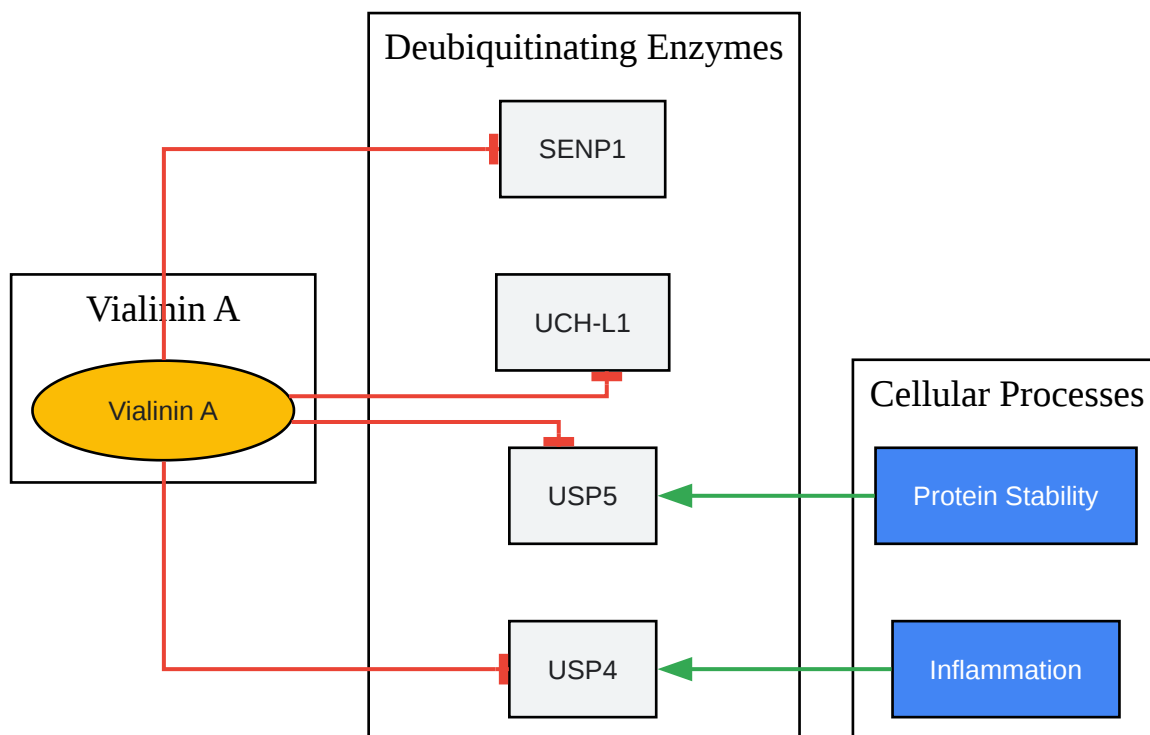 Deubiquitinating Enzymes
SENP1
Vialinin A
UCH-L1
Vialinin A
Cellular Processes
USP5
Protein Stability
USP4
Inflammation